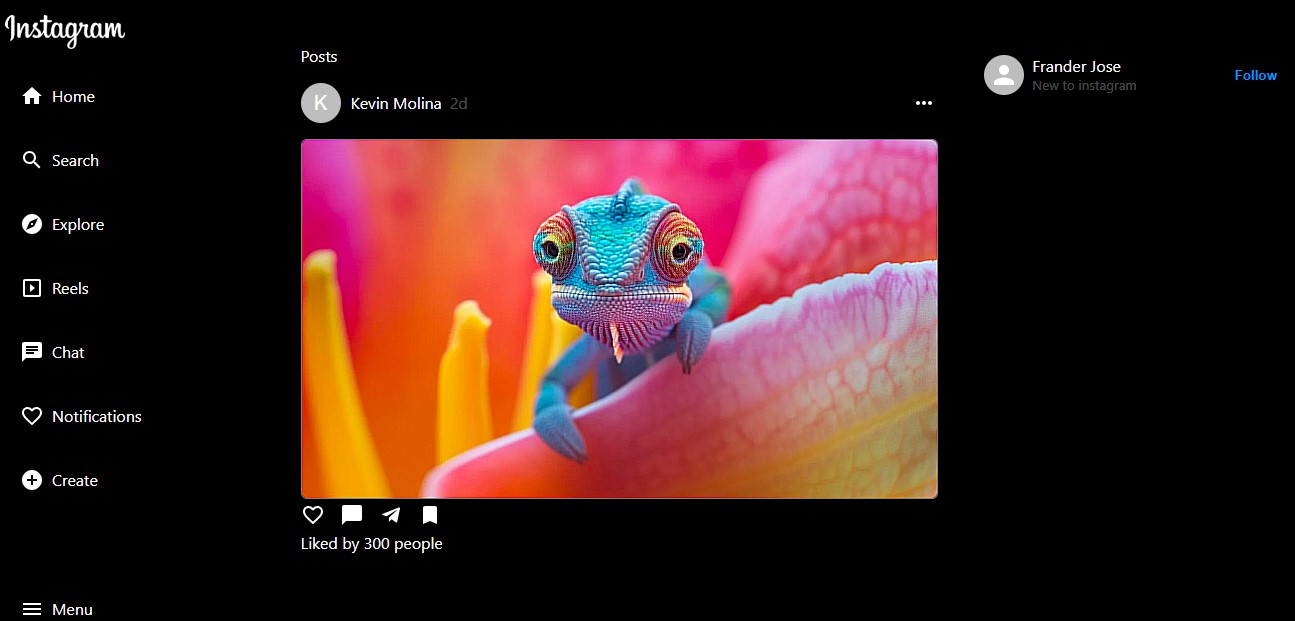 Instagram
Home
Search
Explore
Reels
Chat
Notifications
Create
Menu
Posts
K
Kevin Molina 2d
Liked by 300 people
Frander Jose
New to instagram
Follow